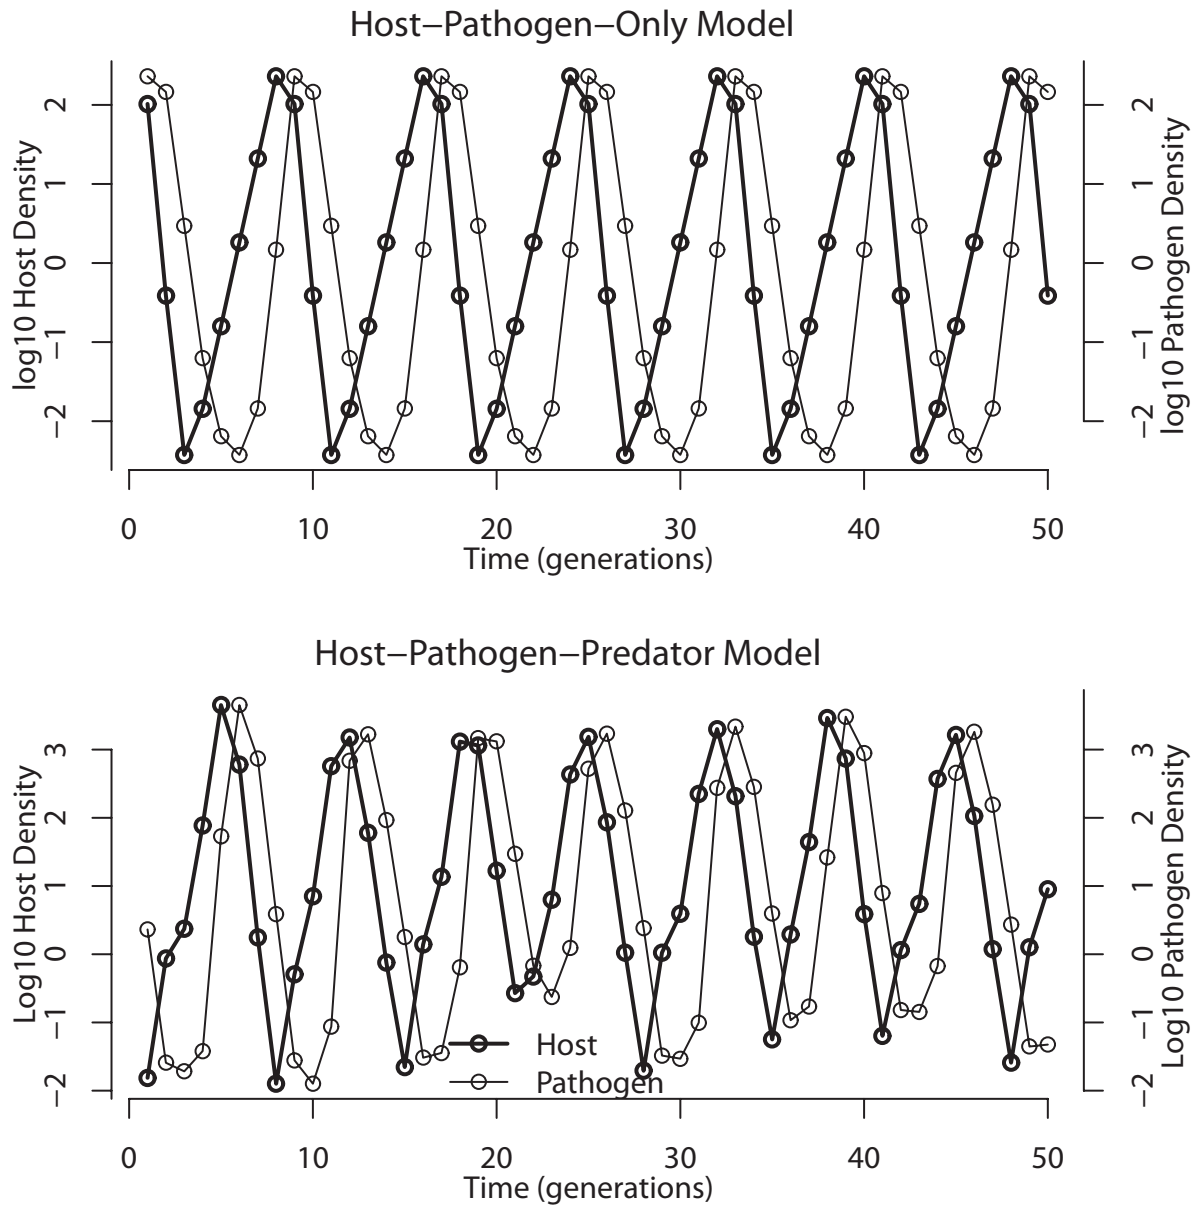 Host−Pathogen−Only Model
log10 Host Density
2
1
0
−1
−2
log10 Pathogen Density
2
1
0
−1
−2
0 10 20 30 40 50
Time (generations)
Host−Pathogen−Predator Model
Log10 Host Density
3
2
1
0
−1
−2
Log10 Pathogen Density
3
2
1
0
−1
−2
Host
Pathogen
0 10 20 30 40 50
Time (generations)